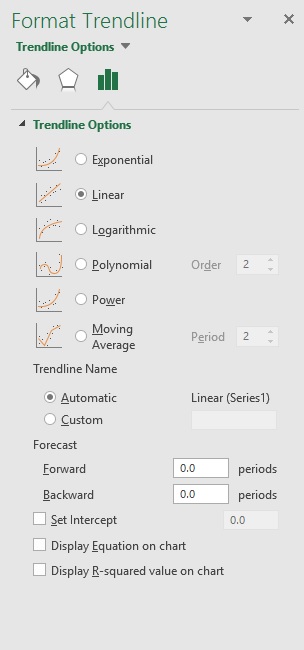 Format Trendline
Trendline Options
Trendline Options
Exponential
Linear
Logarithmic
Polynomial Order 2
Power
Moving Average Period 2
Trendline Name
Automatic Linear (Series1)
Custom
Forecast
Forward 0.0 periods
Backward 0.0 periods
Set Intercept 0.0
Display Equation on chart
Display R-squared value on chart